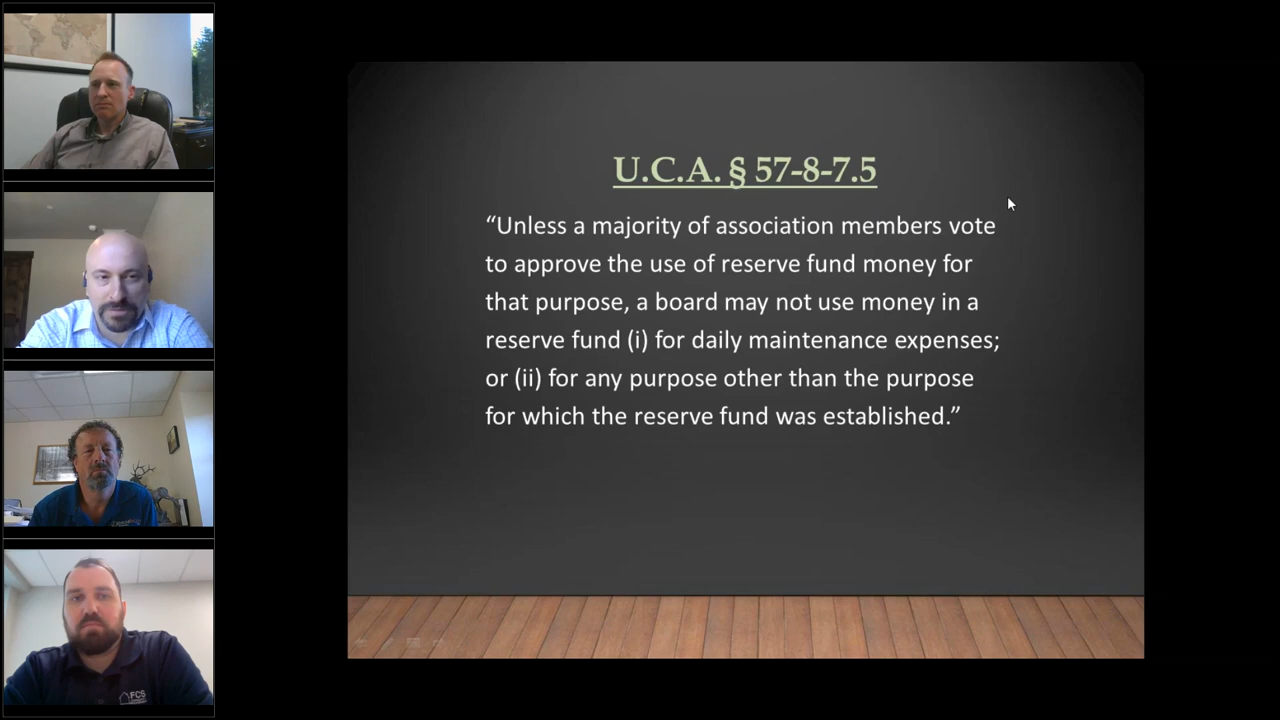 U.C.A. § 57-8-7.5
“Unless a majority of association members vote
to approve the use of reserve fund money for
that purpose, a board may not use money in a
reserve fund (i) for daily maintenance expenses;
or (ii) for any purpose other than the purpose
for which the reserve fund was established.”
FCS